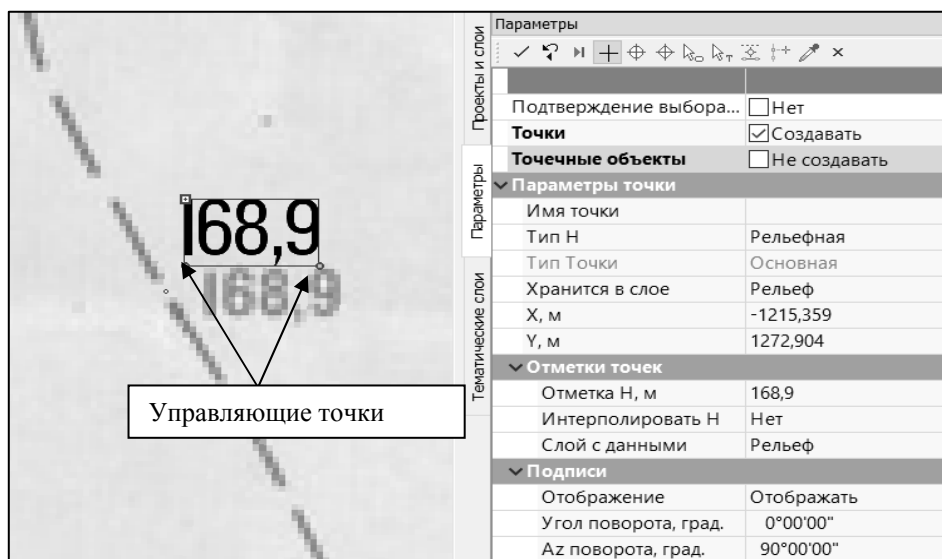 168,9
168,9
Управляющие точки
Проекты и слои
Параметры
Тематические слои
Параметры
Подтверждение выбора... Нет
Точки Создавать
Точечные объекты Не создавать
Параметры точки
Имя точки
Тип Н Рельефная
Тип Точки Основная
Хранится в слое Рельеф
X, м -1215,359
Y, м 1272,904
Отметки точек
Отметка Н, м 168,9
Интерполировать Н Нет
Слой с данными Рельеф
Подписи
Отображение Отображать
Угол поворота, град. 0°00'00"
Az поворота, град. 90°00'00"